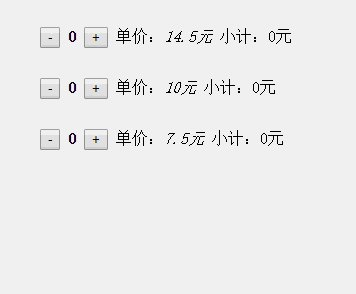 - 0 + 单价：14.5元 小计：0元
- 0 + 单价：10元 小计：0元
- 0 + 单价：7.5元 小计：0元